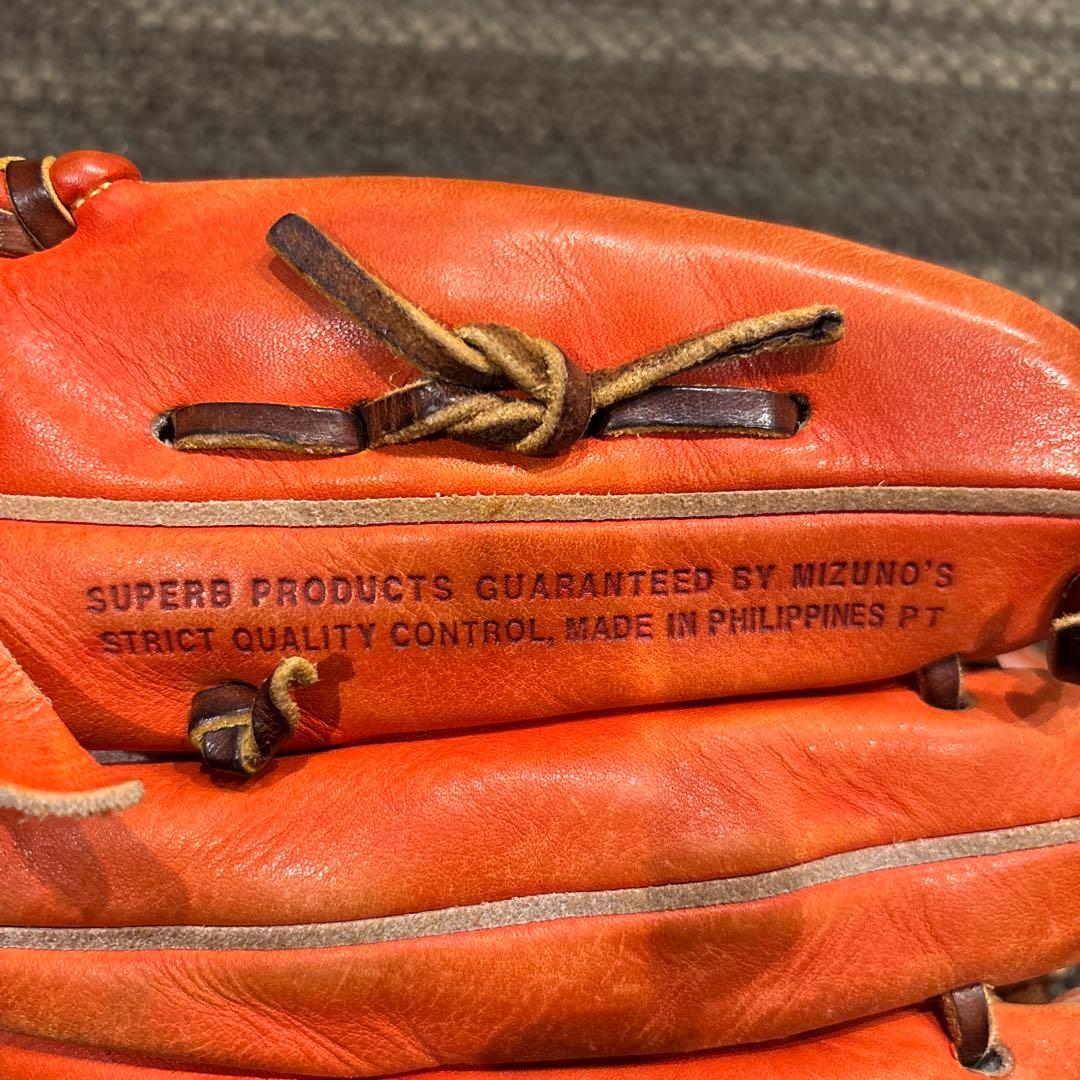 SUPERB PRODUCTS GUARANTEED BY MIZUNO'S
STRICT QUALITY CONTROL, MADE IN PHILIPPINES PT